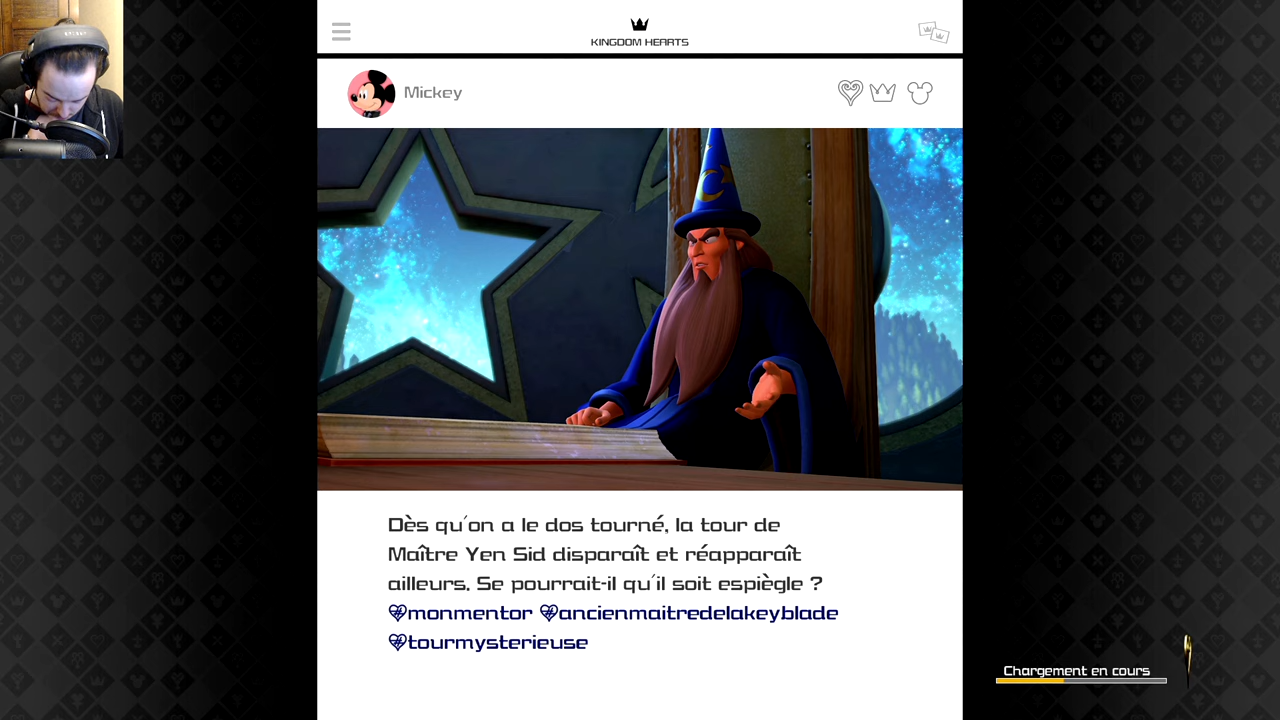 KINGDOM HEARTS
Mickey
Dès qu'on a le dos tourné, la tour de
Maître Yen Sid disparaît et réapparaît
ailleurs. Se pourrait-il qu'il soit espiègle ?
#monmentor #ancienmaitredelakeyblade
#tourmysterieuse
Chargement en cours